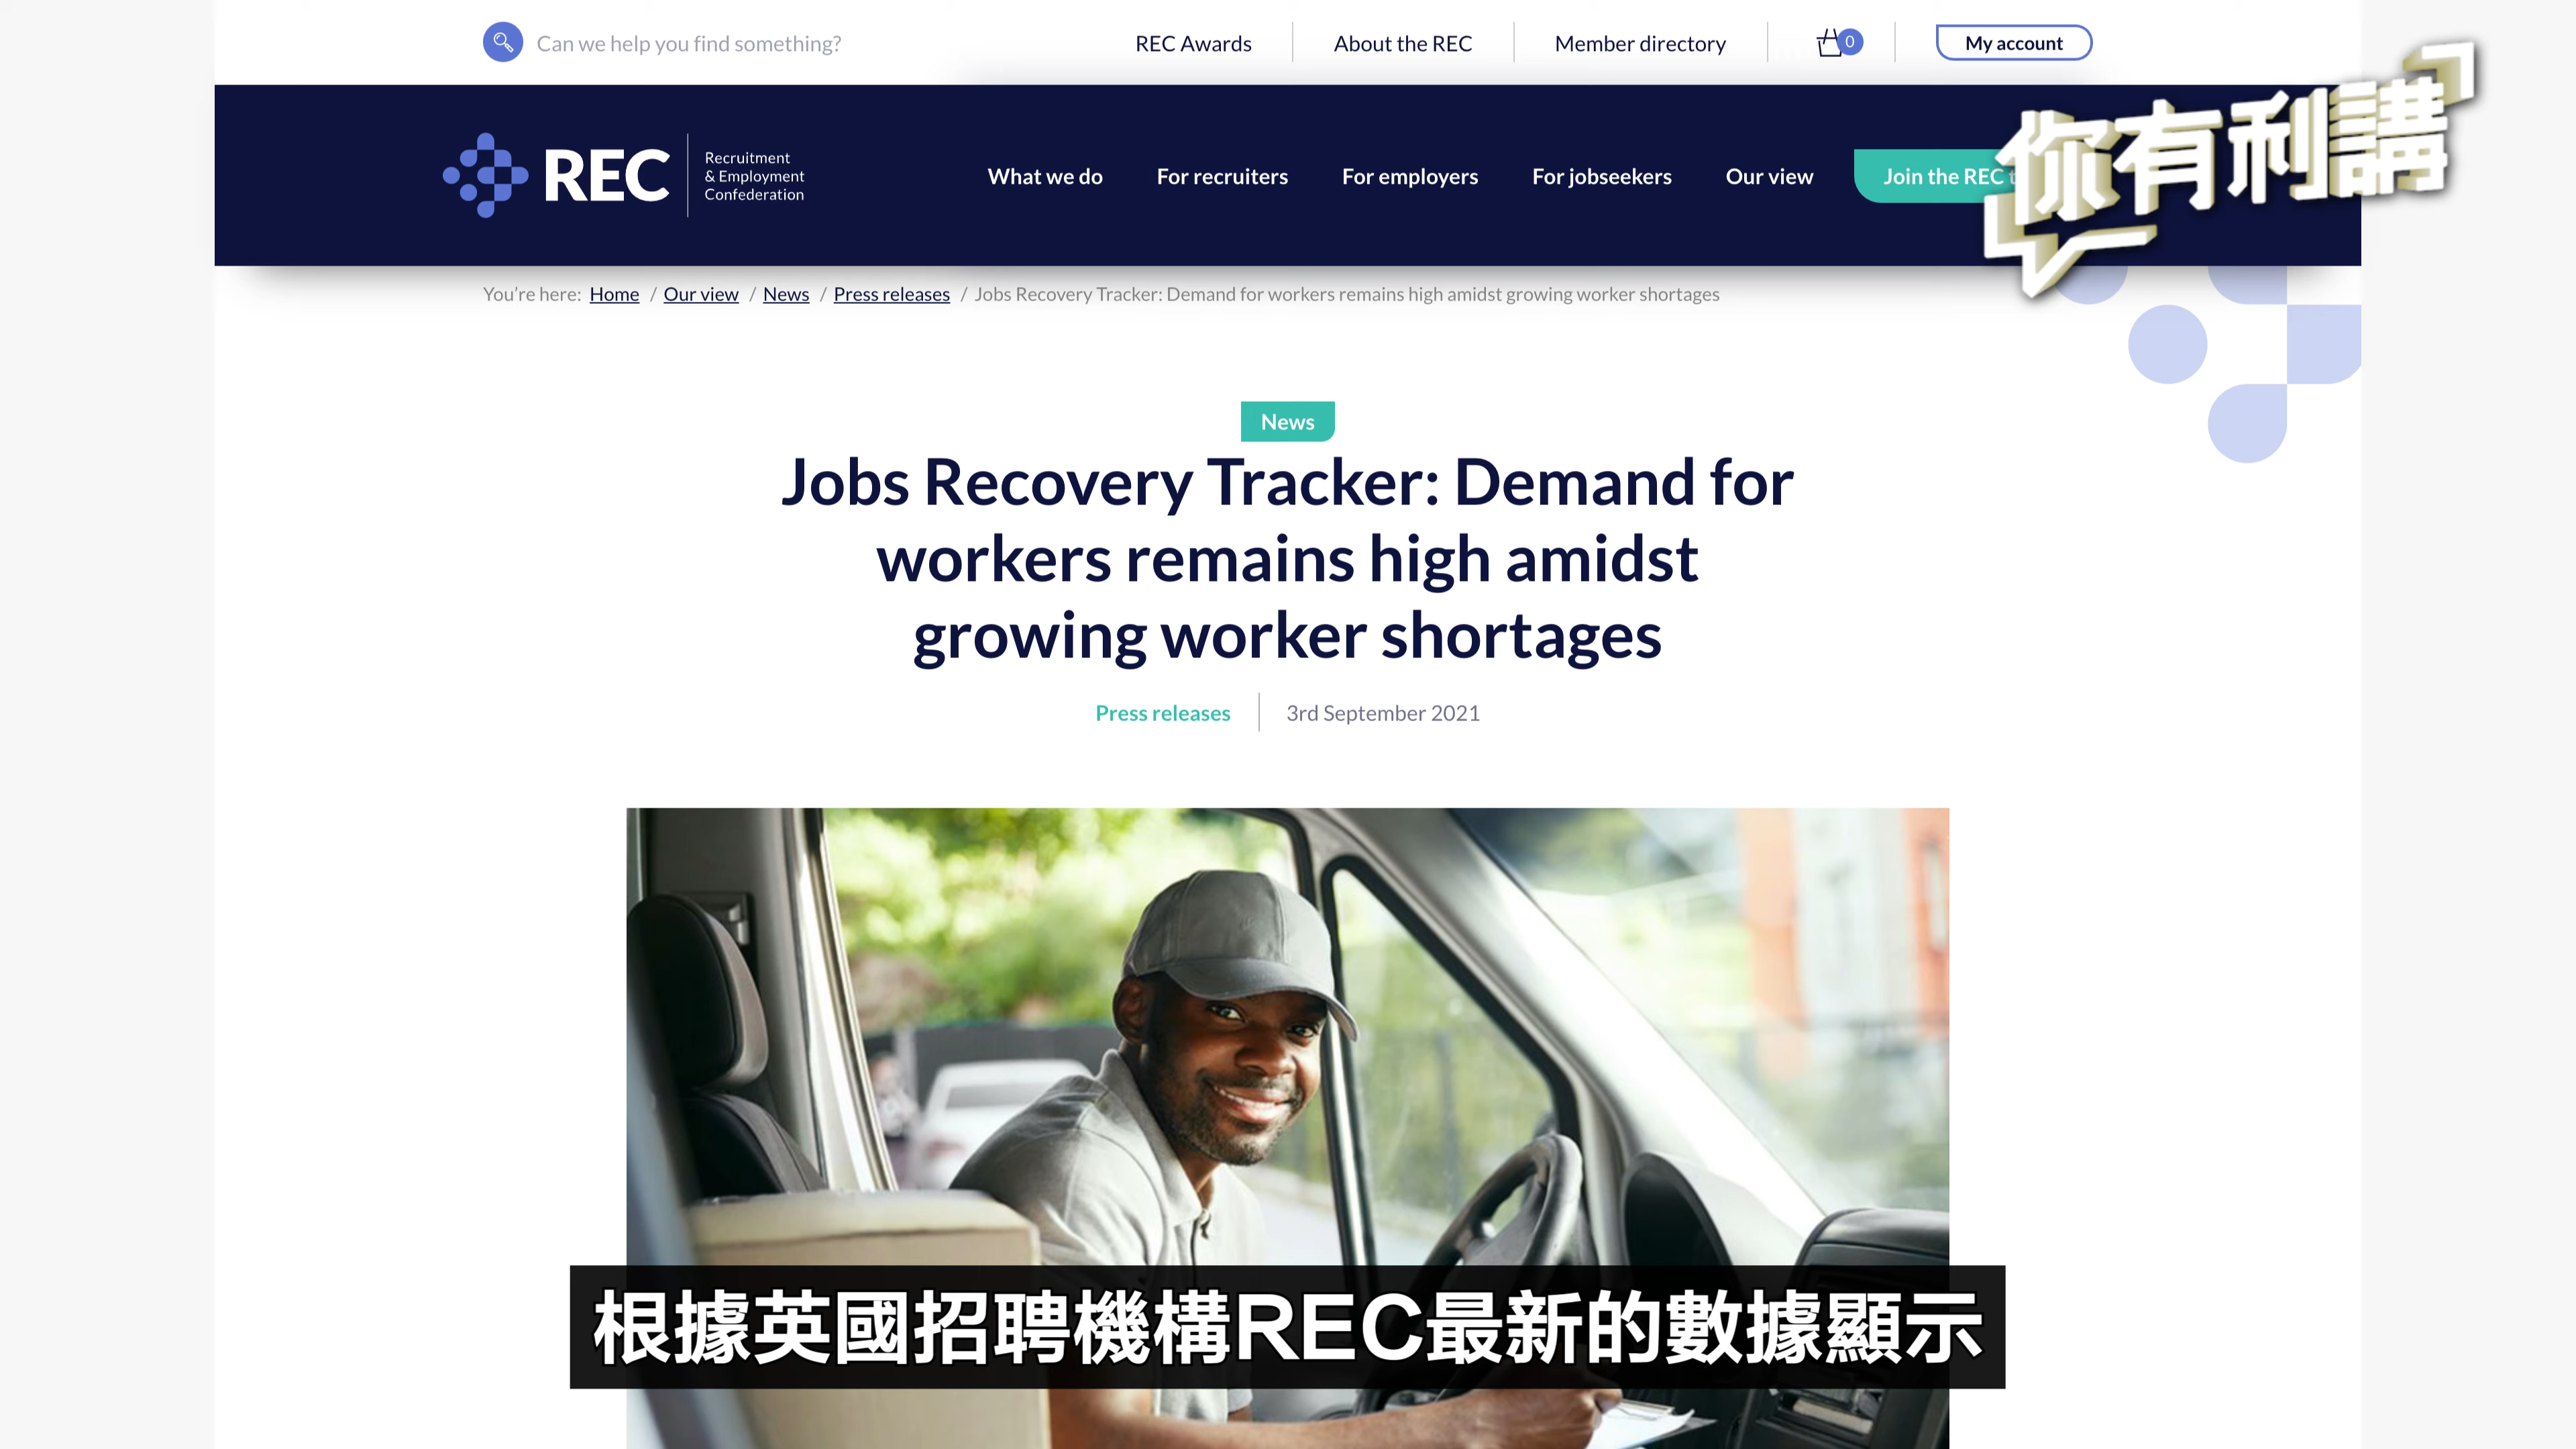 Can we help you find something?
REC Awards
About the REC
Member directory
0
My account
你有利講
REC
Recruitment
& Employment
Confederation
What we do
For recruiters
For employers
For jobseekers
Our view
Join the REC
You're here: Home / Our view / News / Press releases / Jobs Recovery Tracker: Demand for workers remains high amidst growing worker shortages
News
Jobs Recovery Tracker: Demand for
workers remains high amidst
growing worker shortages
Press releases
3rd September 2021
根據英國招聘機構REC最新的數據顯示